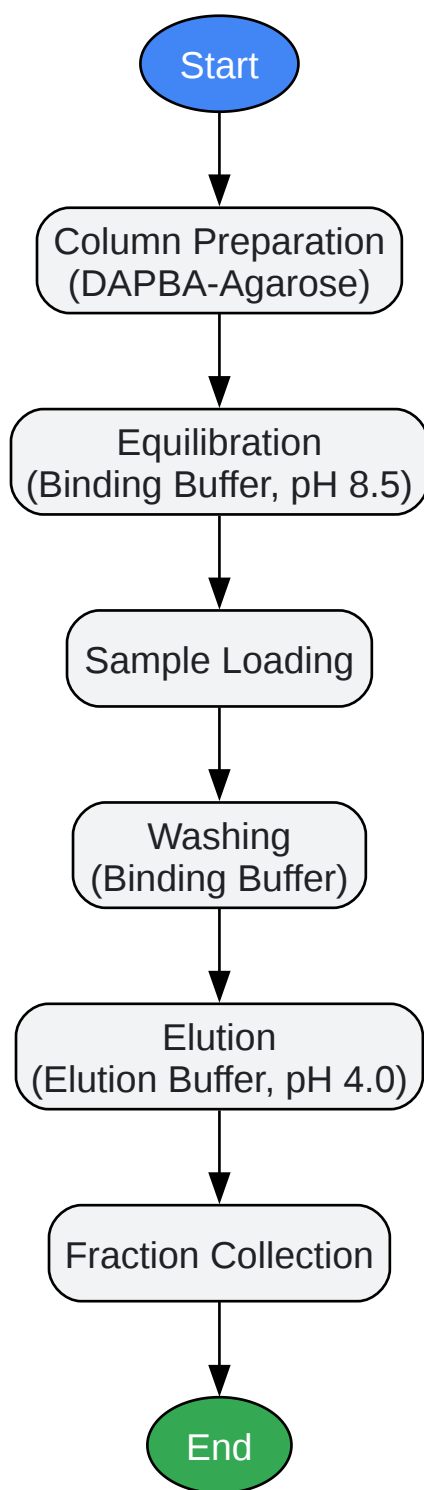 Start
Column Preparation
(DAPBA-Agarose)
Equilibration
(Binding Buffer, pH 8.5)
Sample Loading
Washing
(Binding Buffer)
Elution
(Elution Buffer, pH 4.0)
Fraction Collection
End